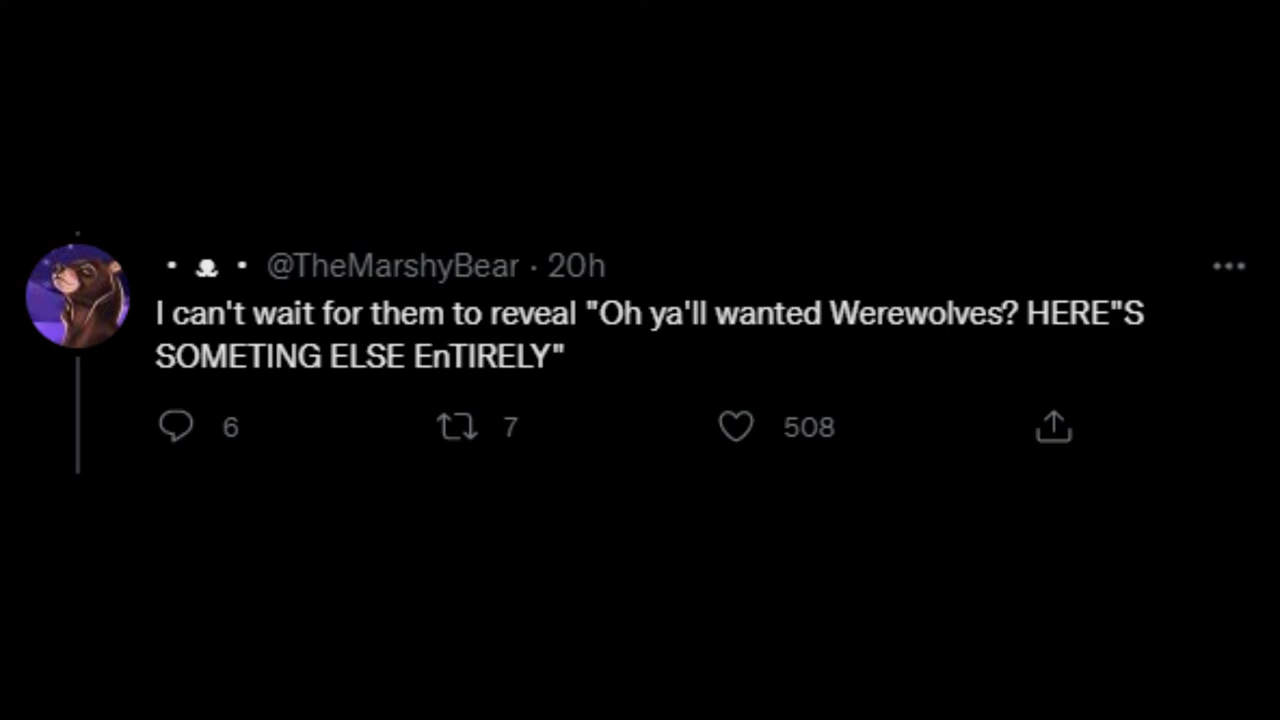 • ᴥ • @TheMarshyBear · 20h
I can't wait for them to reveal "Oh ya'll wanted Werewolves? HERE"S
SOMETING ELSE EnTIRELY"
6 7 508